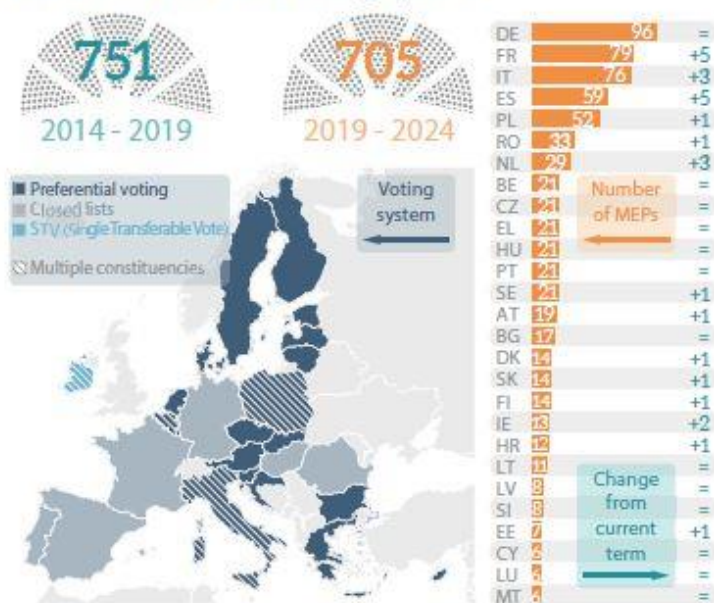 751
2014 - 2019
705
2019 - 2024
Preferential voting
Closed lists
STV (Single Transferable Vote)
Multiple constituencies
Voting
system
DE 96 =
FR 79 +5
IT 76 +3
ES 59 +5
PL 52 +1
RO 33 +1
NL 29 +3
BE 21 =
CZ 21 =
EL 21 =
HU 21 =
PT 21 =
SE 21 +1
AT 19 +1
BG 17 =
DK 14 +1
SK 14 +1
FI 14 +1
IE 13 +2
HR 12 +1
LT 11 =
LV 8 =
SI 8 =
EE 7 +1
CY 6 =
LU 6 =
MT 6 =
Number
of MEPs
Change
from
current
term